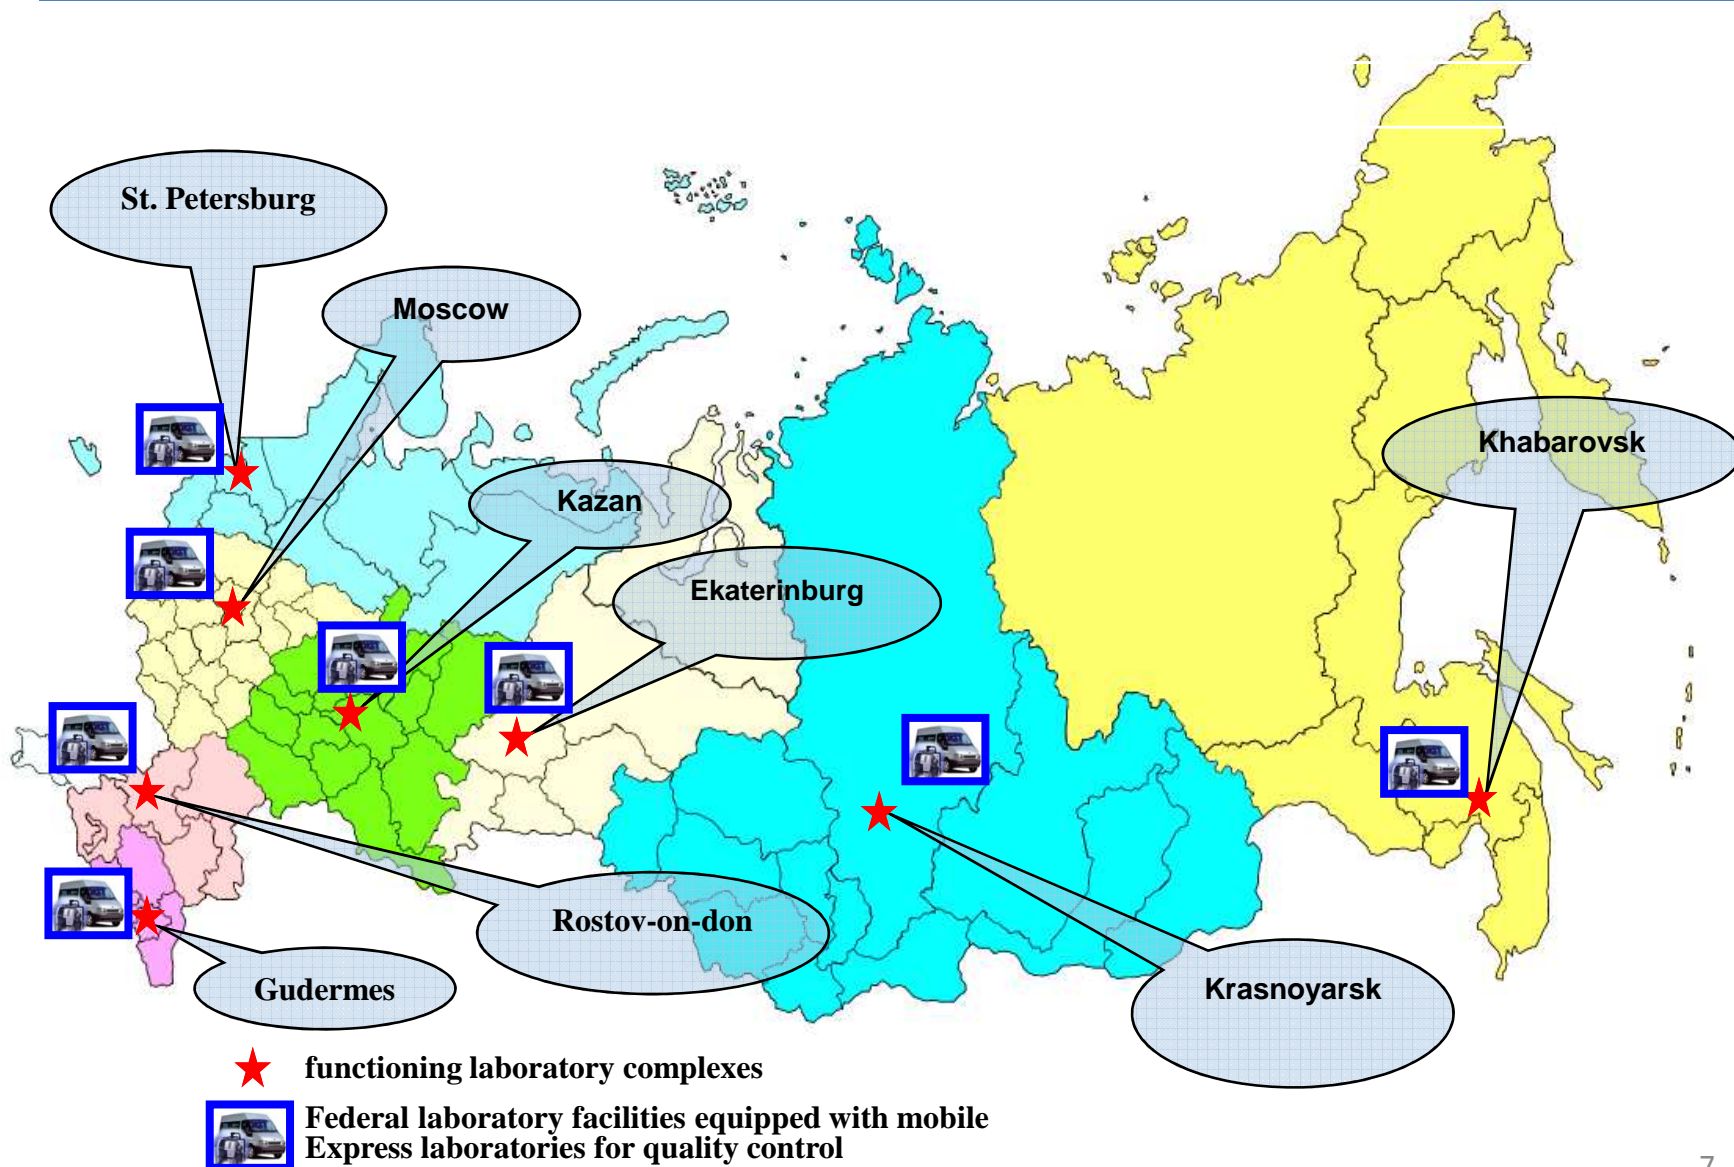 St. Petersburg
Moscow
Kazan
Khabarovsk
Ekaterinburg
Rostov-on-don
Gudermes
Krasnoyarsk
functioning laboratory complexes
Federal laboratory facilities equipped with mobile
Express laboratories for quality control
7